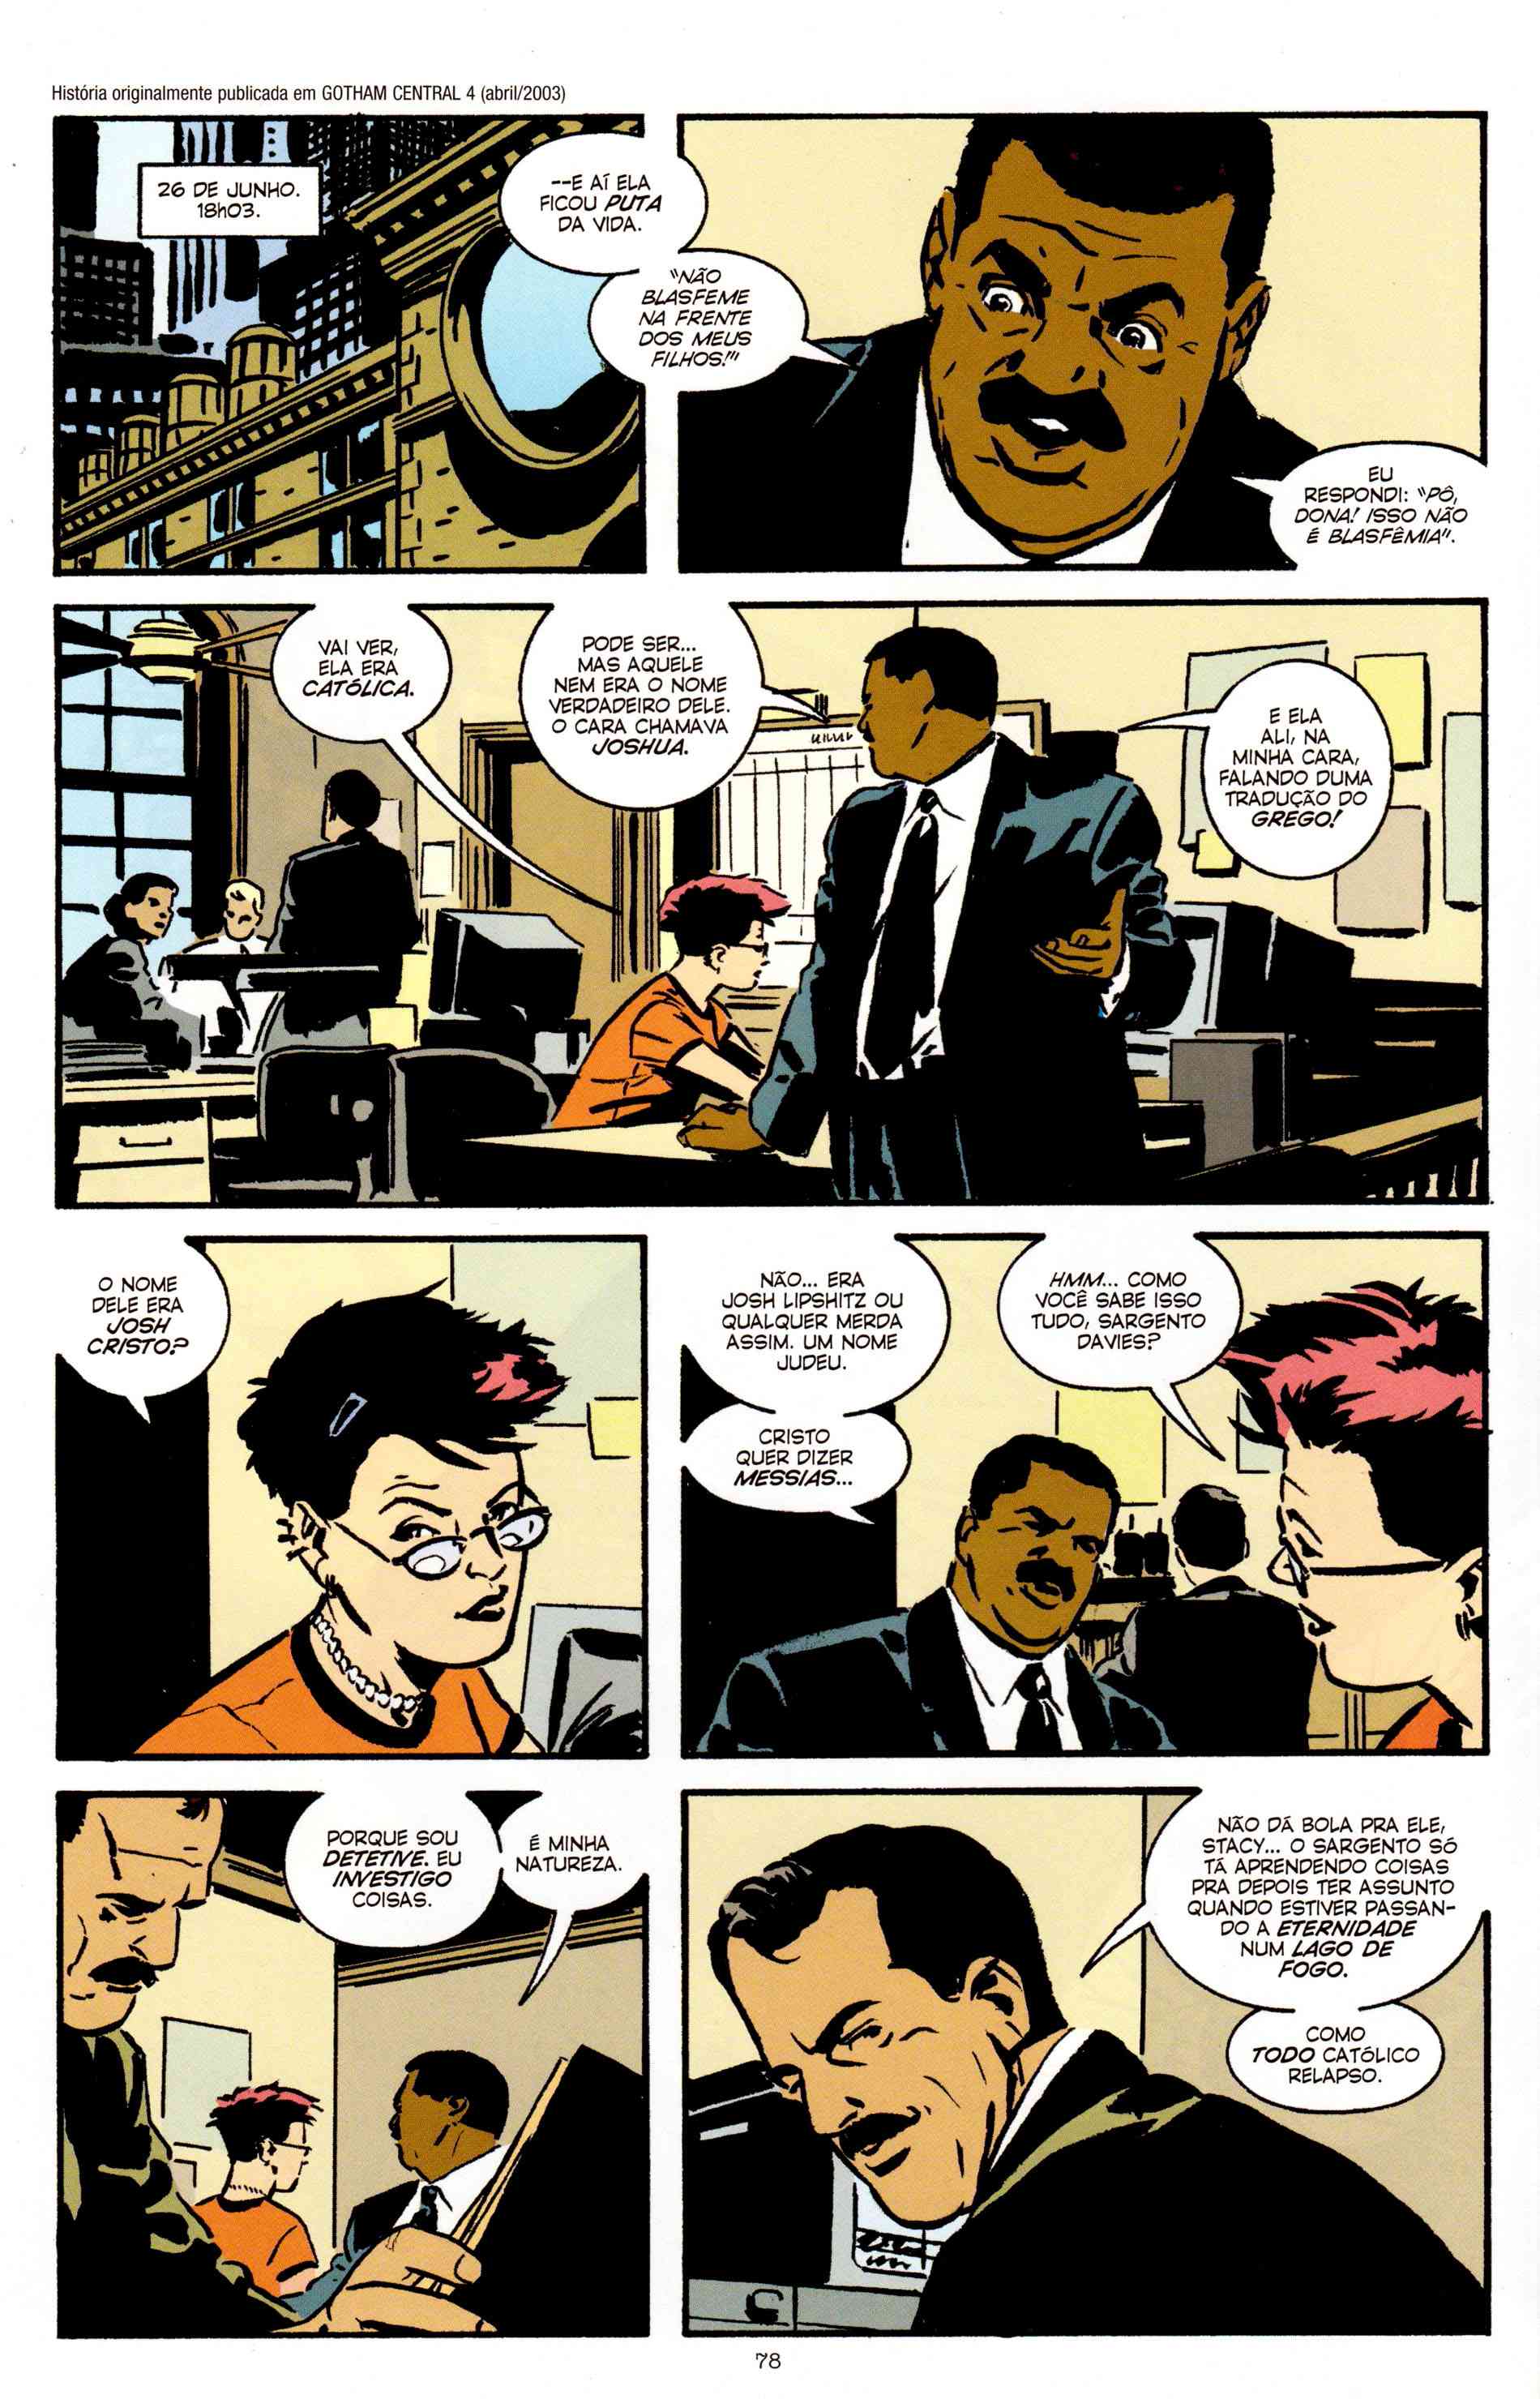 História originalmente publicada em GOTHAM CENTRAL 4 (abril/2003)
26 DE JUNHO.
18h03.
--E AÍ ELA
FICOU PUTA
DA VIDA.
"NÃO
BLASFEME
NA FRENTE
DOS MEUS
FILHOS!"
EU
RESPONDI: "PÔ,
DONA! ISSO NÃO
É BLASFÊMIA".
VAI VER,
ELA ERA
CATÓLICA.
PODE SER...
MAS AQUELE
NEM ERA O NOME
VERDADEIRO DELE.
O CARA CHAMAVA
JOSHUA.
E ELA
ALI, NA
MINHA CARA,
FALANDO DUMA
TRADUÇÃO DO
GREGO!
O NOME
DELE ERA
JOSH
CRISTO?
NÃO... ERA
JOSH LIPSHITZ OU
QUALQUER MERDA
ASSIM. UM NOME
JUDEU.
CRISTO
QUER DIZER
MESSIAS...
HMM... COMO
VOCÊ SABE ISSO
TUDO, SARGENTO
DAVIES?
PORQUE SOU
DETETIVE. EU
INVESTIGO
COISAS.
É MINHA
NATUREZA.
NÃO DÁ BOLA PRA ELE,
STACY... O SARGENTO SÓ
TÁ APRENDENDO COISAS
PRA DEPOIS TER ASSUNTO
QUANDO ESTIVER PASSAN-
DO A ETERNIDADE
NUM LAGO DE
FOGO.
COMO
TODO CATÓLICO
RELAPSO.
78